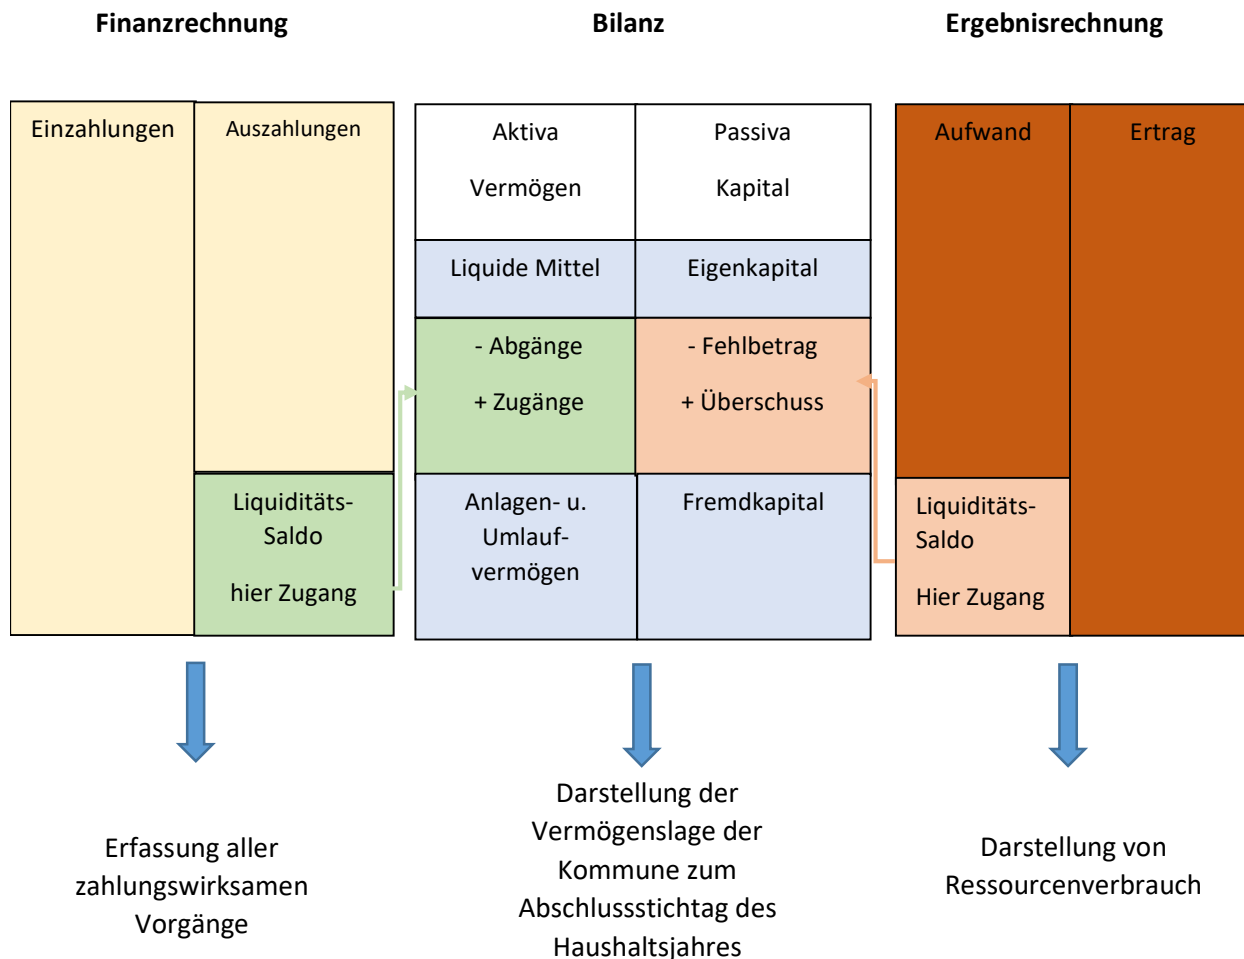 Finanzrechnung
Bilanz
Ergebnisrechnung
Einzahlungen
Auszahlungen
Liquiditäts-
Saldo
hier Zugang
Aktiva
Vermögen
Passiva
Kapital
Liquide Mittel
Eigenkapital
- Abgänge
+ Zugänge
- Fehlbetrag
+ Überschuss
Anlagen- u.
Umlauf-
vermögen
Fremdkapital
Aufwand
Ertrag
Liquiditäts-
Saldo
Hier Zugang
Erfassung aller
zahlungswirksamen
Vorgänge
Darstellung der
Vermögenslage der
Kommune zum
Abschlussstichtag des
Haushaltsjahres
Darstellung von
Ressourcenverbrauch